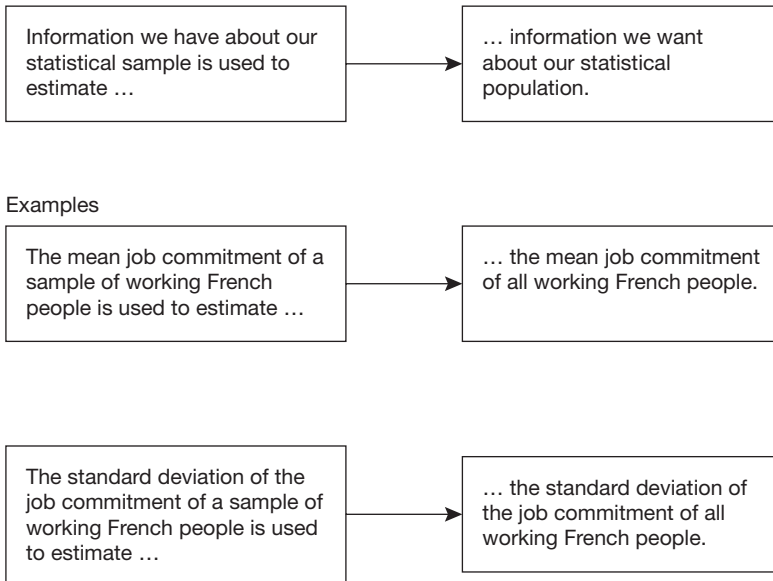 Information we have about our
statistical sample is used to
estimate …
… information we want
about our statistical
population.
Examples
The mean job commitment of a
sample of working French
people is used to estimate …
… the mean job commitment
of all working French people.
The standard deviation of the
job commitment of a sample of
working French people is used
to estimate …
… the standard deviation of
the job commitment of all
working French people.